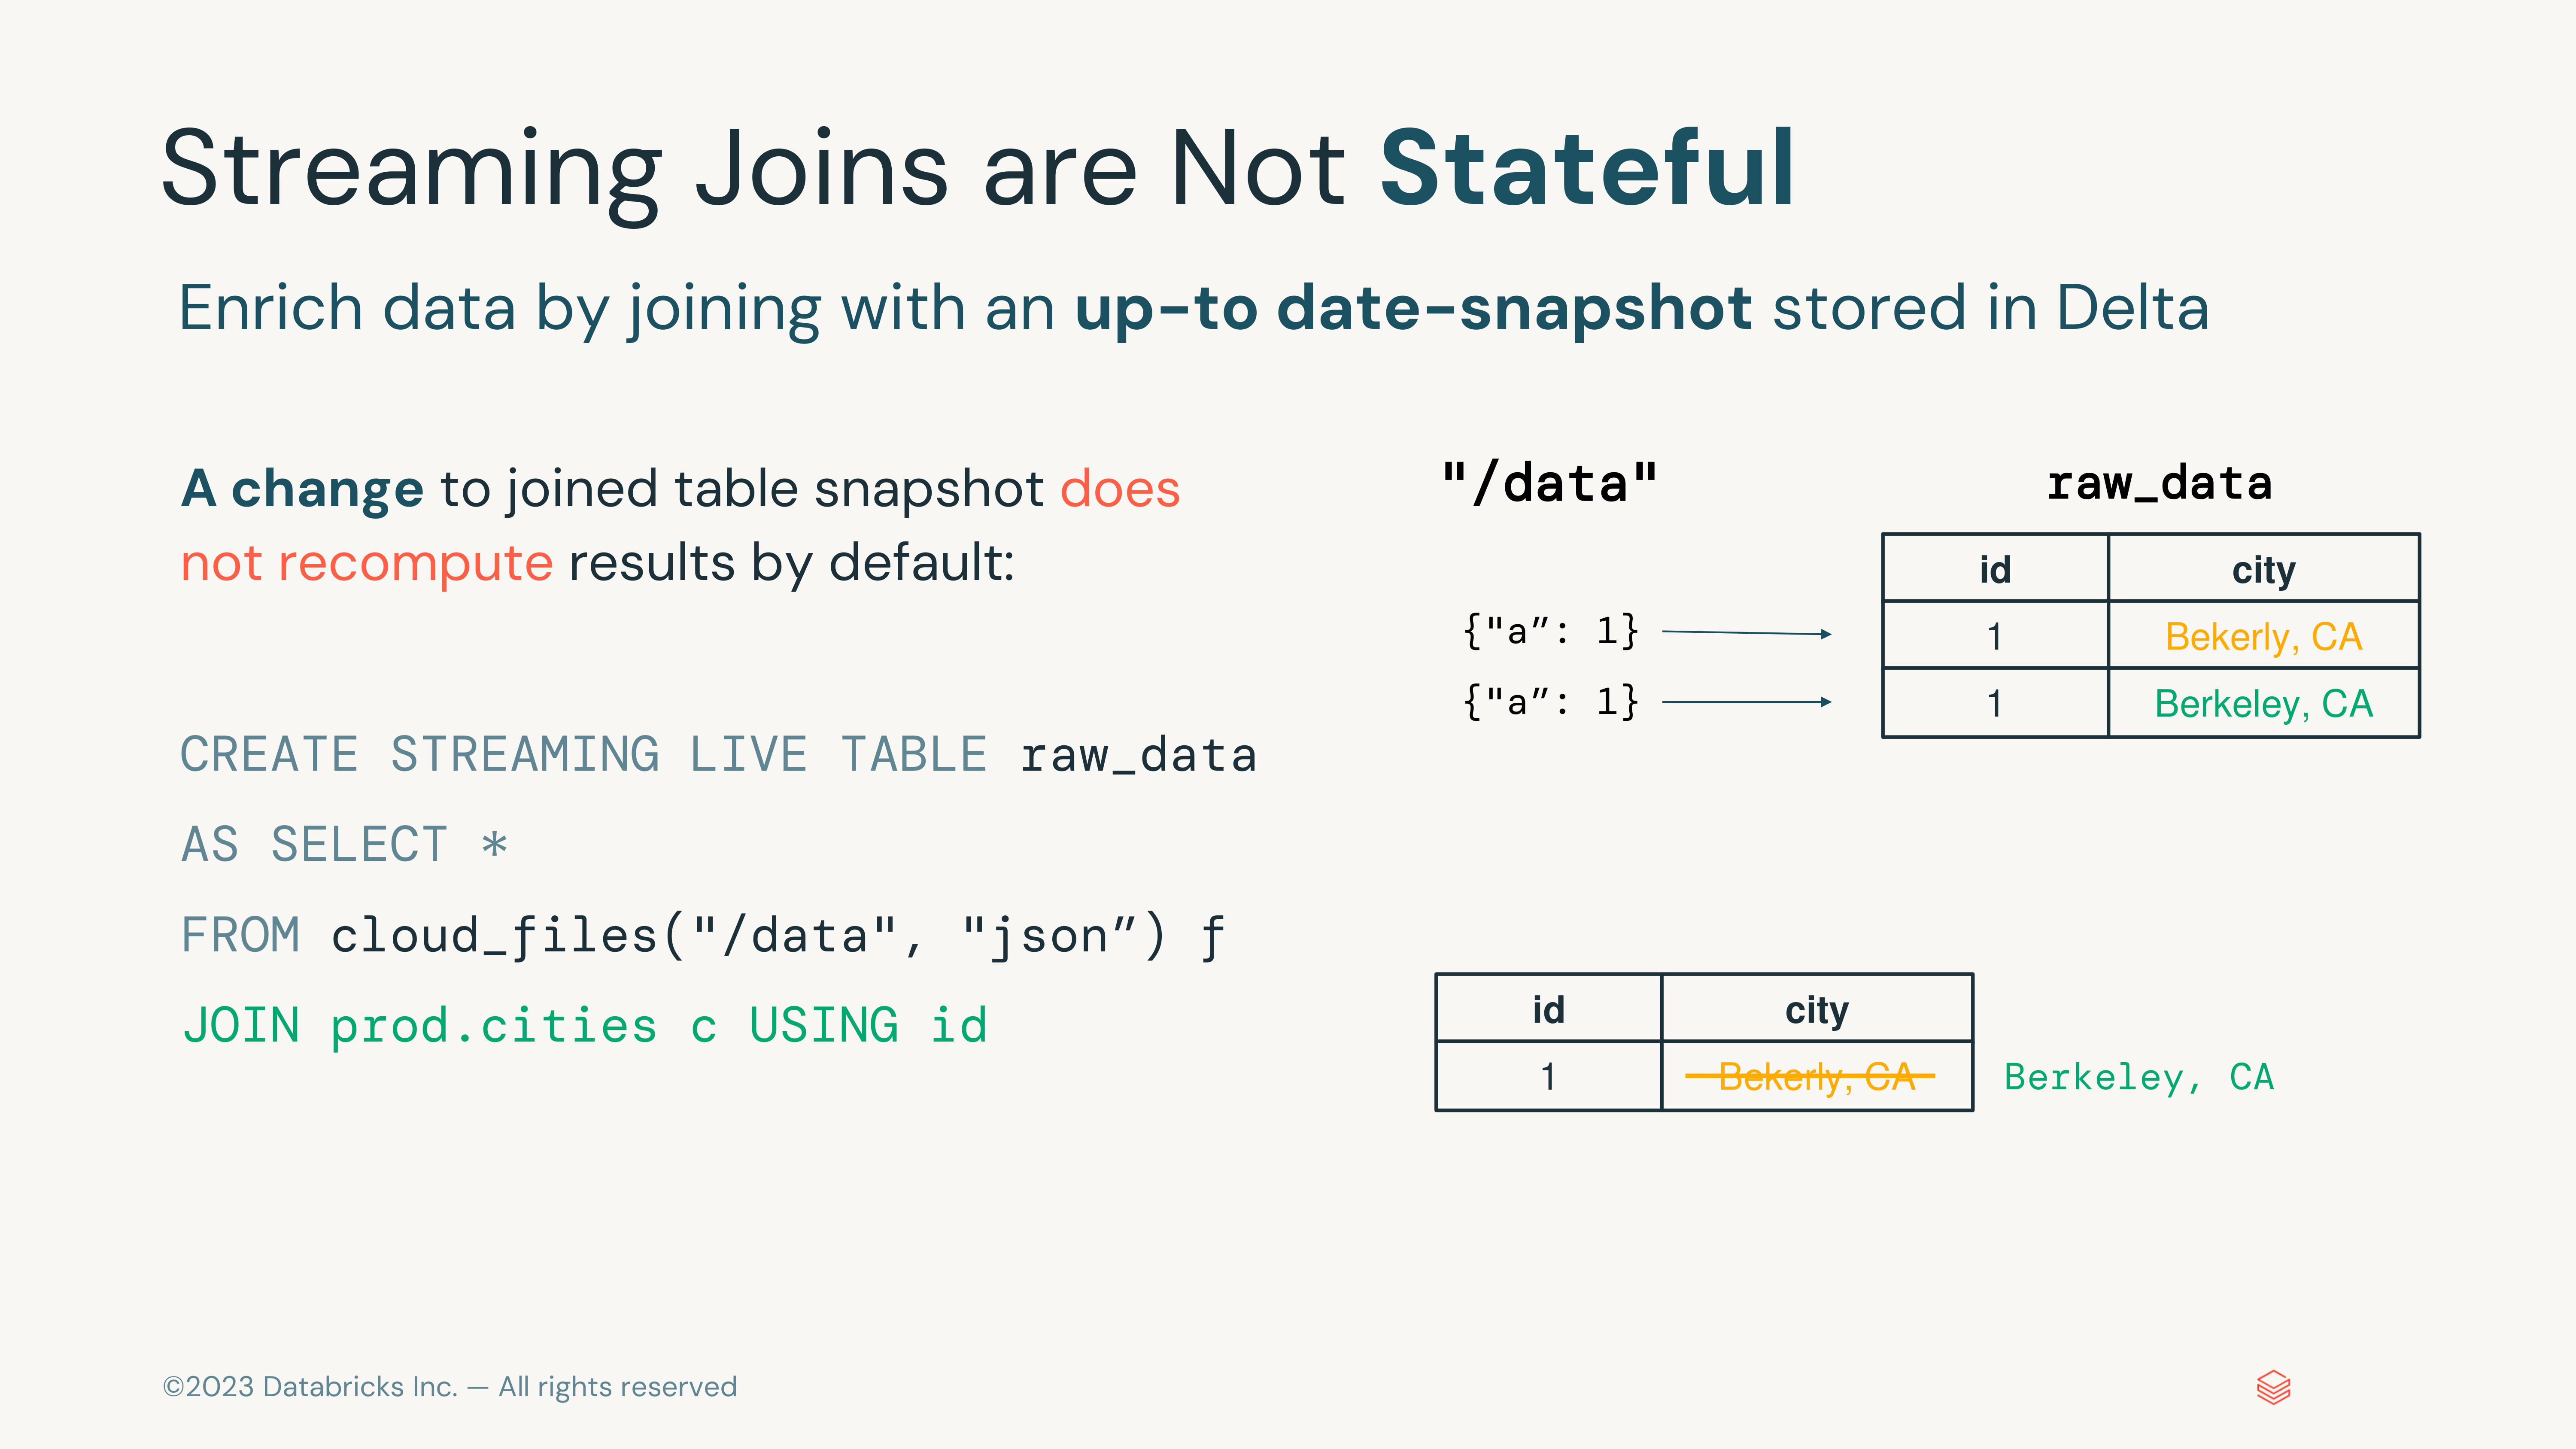 Streaming Joins are Not Stateful
Enrich data by joining with an up-to date-snapshot stored in Delta
A change to joined table snapshot does
not recompute results by default:
CREATE STREAMING LIVE TABLE raw_data
AS SELECT *
FROM cloud_files("/data", "json”) f
JOIN prod.cities c USING id
"/data"
{"a”: 1}
{"a”: 1}
raw_data
id city
1 Bekerly, CA
1 Berkeley, CA
id city
1 Bekerly, CA Berkeley, CA
©2023 Databricks Inc. — All rights reserved